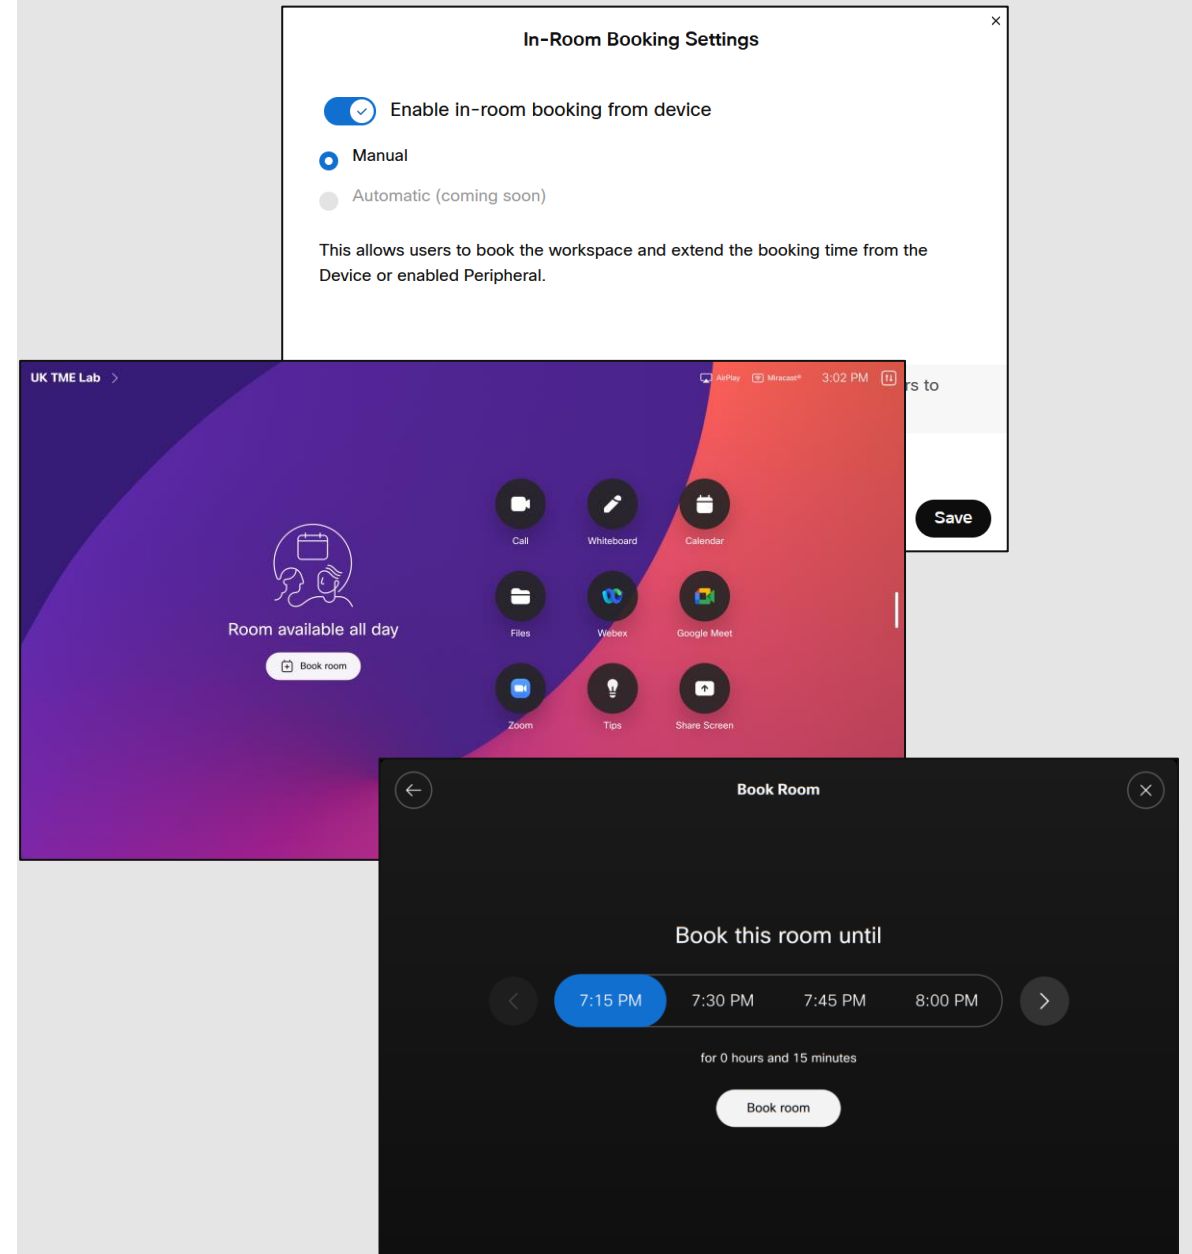 In-Room Booking Settings
Enable in-room booking from device
Manual
Automatic (coming soon)
This allows users to book the workspace and extend the booking time from the
Device or enabled Peripheral.
rs to
Save
UK TME Lab
AirPlay
Miracast®
3:02 PM
Call
Whiteboard
Calendar
Room available all day
Book room
Files
Webex
Google Meet
Zoom
Tips
Share Screen
Book Room
Book this room until
7:15 PM 7:30 PM 7:45 PM 8:00 PM
for 0 hours and 15 minutes
Book room